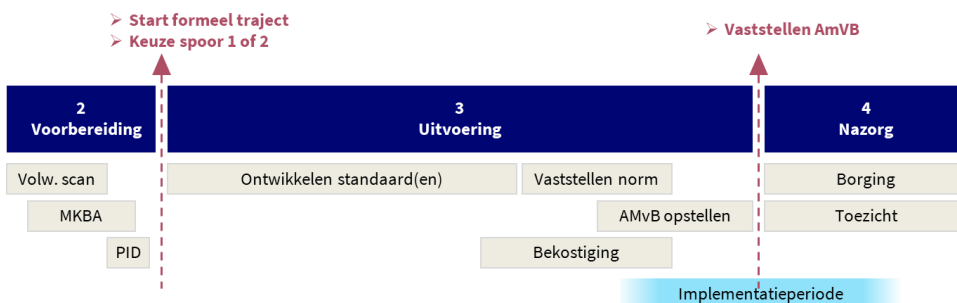 ➢ Start formeel traject
➢ Keuze spoor 1 of 2
➢ Vaststellen AmVB
2
Voorbereiding
3
Uitvoering
4
Nazorg
Volw. scan
Ontwikkelen standaard(en)
Vaststellen norm
Borging
MKBA
AMvB opstellen
Toezicht
PID
Bekostiging
Implementatieperiode